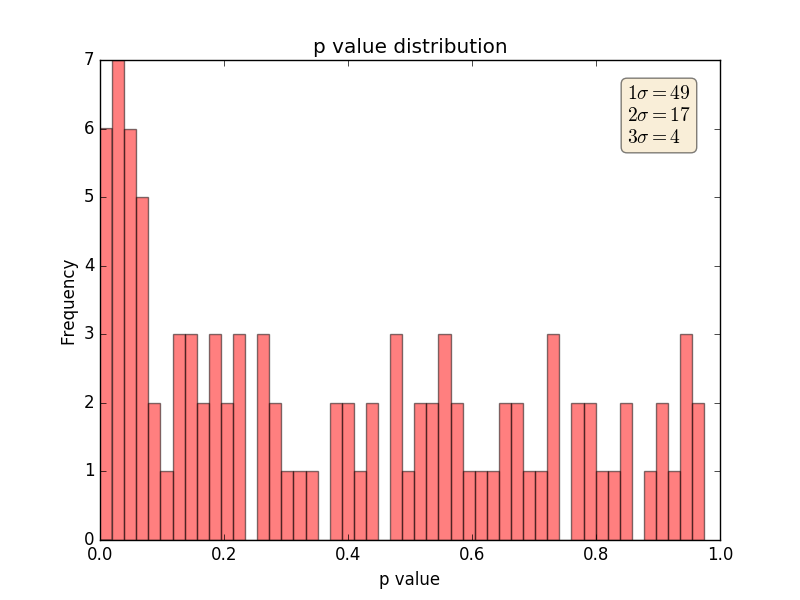 p value distribution
1σ = 49
2σ = 17
3σ = 4
7
6
5
4
3
2
1
0
Frequency
0.0 0.2 0.4 0.6 0.8 1.0
p value